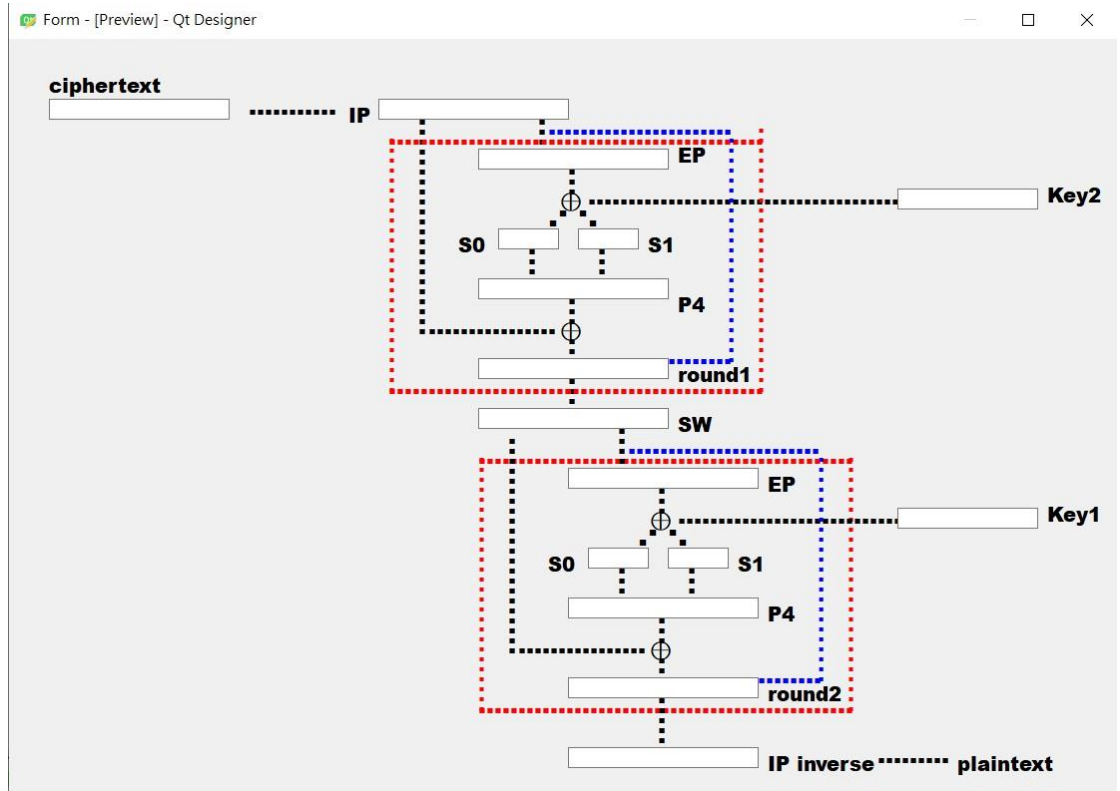 Form - [Preview] - Qt Designer
ciphertext
IP
EP
Key2
S0 S1
P4
round1
SW
EP
Key1
S0 S1
P4
round2
IP inverse plaintext